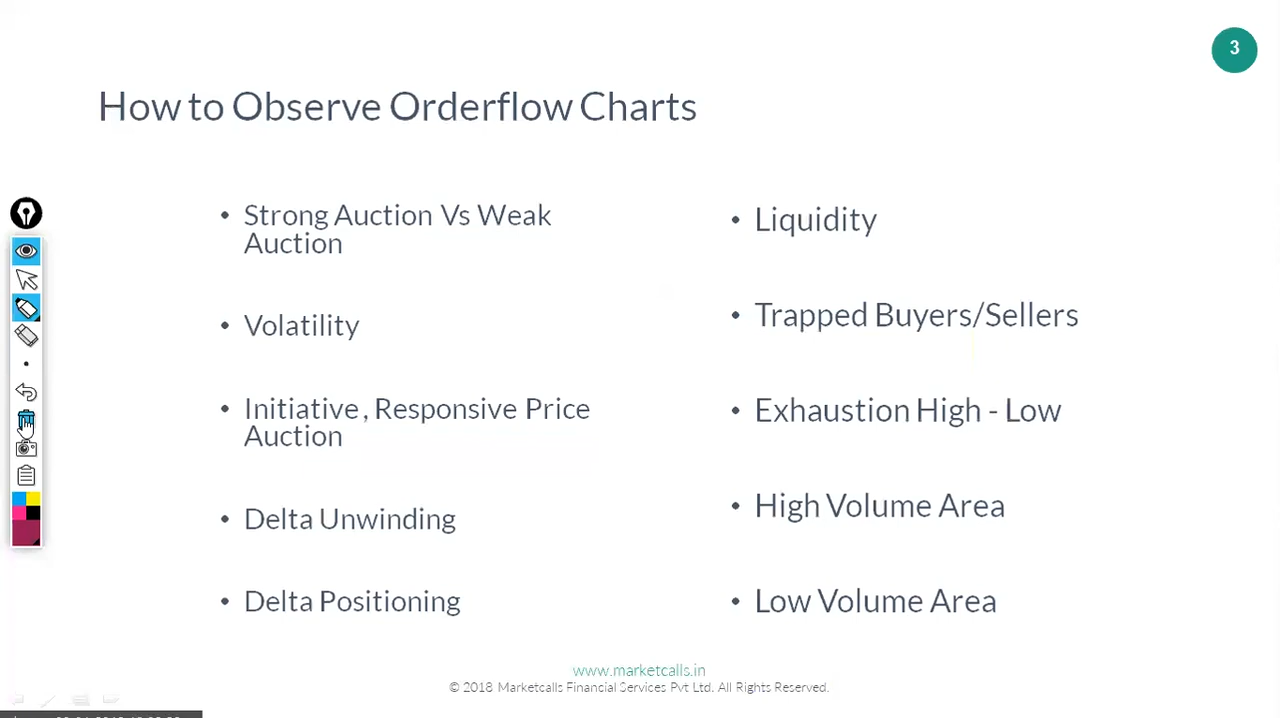 3
How to Observe Orderflow Charts
• Strong Auction Vs Weak
Auction
• Volatility
• Initiative, Responsive Price
Auction
• Delta Unwinding
• Delta Positioning
• Liquidity
• Trapped Buyers/Sellers
• Exhaustion High - Low
• High Volume Area
• Low Volume Area
www.marketcalls.in
© 2018 Marketcalls Financial Services Pvt Ltd. All Rights Reserved.